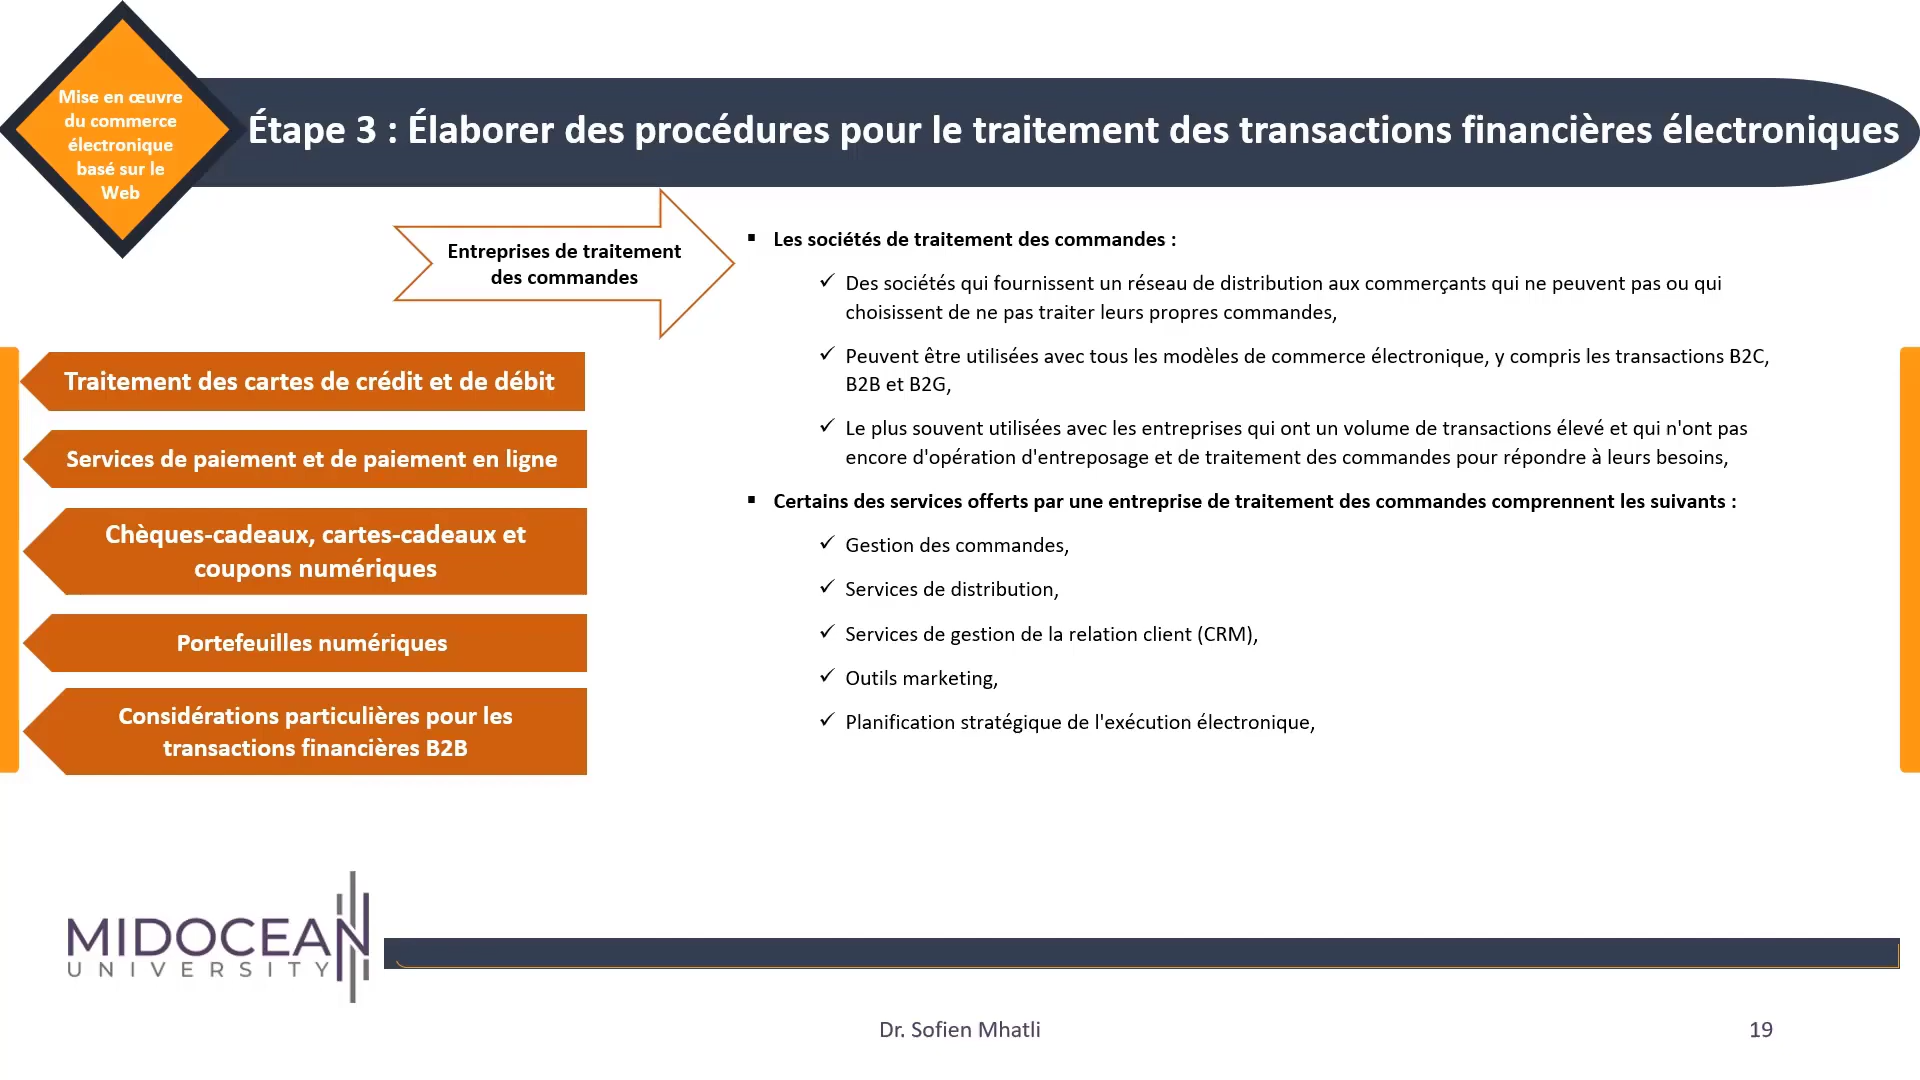 Mise en œuvre
du commerce
électronique
basé sur le
Web
Étape 3 : Élaborer des procédures pour le traitement des transactions financières électroniques
Entreprises de traitement
des commandes
Traitement des cartes de crédit et de débit
Services de paiement et de paiement en ligne
Chèques-cadeaux, cartes-cadeaux et
coupons numériques
Portefeuilles numériques
Considérations particulières pour les
transactions financières B2B
▪ Les sociétés de traitement des commandes :
✓ Des sociétés qui fournissent un réseau de distribution aux commerçants qui ne peuvent pas ou qui
choisissent de ne pas traiter leurs propres commandes,
✓ Peuvent être utilisées avec tous les modèles de commerce électronique, y compris les transactions B2C,
B2B et B2G,
✓ Le plus souvent utilisées avec les entreprises qui ont un volume de transactions élevé et qui n'ont pas
encore d'opération d'entreposage et de traitement des commandes pour répondre à leurs besoins,
▪ Certains des services offerts par une entreprise de traitement des commandes comprennent les suivants :
✓ Gestion des commandes,
✓ Services de distribution,
✓ Services de gestion de la relation client (CRM),
✓ Outils marketing,
✓ Planification stratégique de l'exécution électronique,
MIDOCEAN
UNIVERSITY
Dr. Sofien Mhatli
19